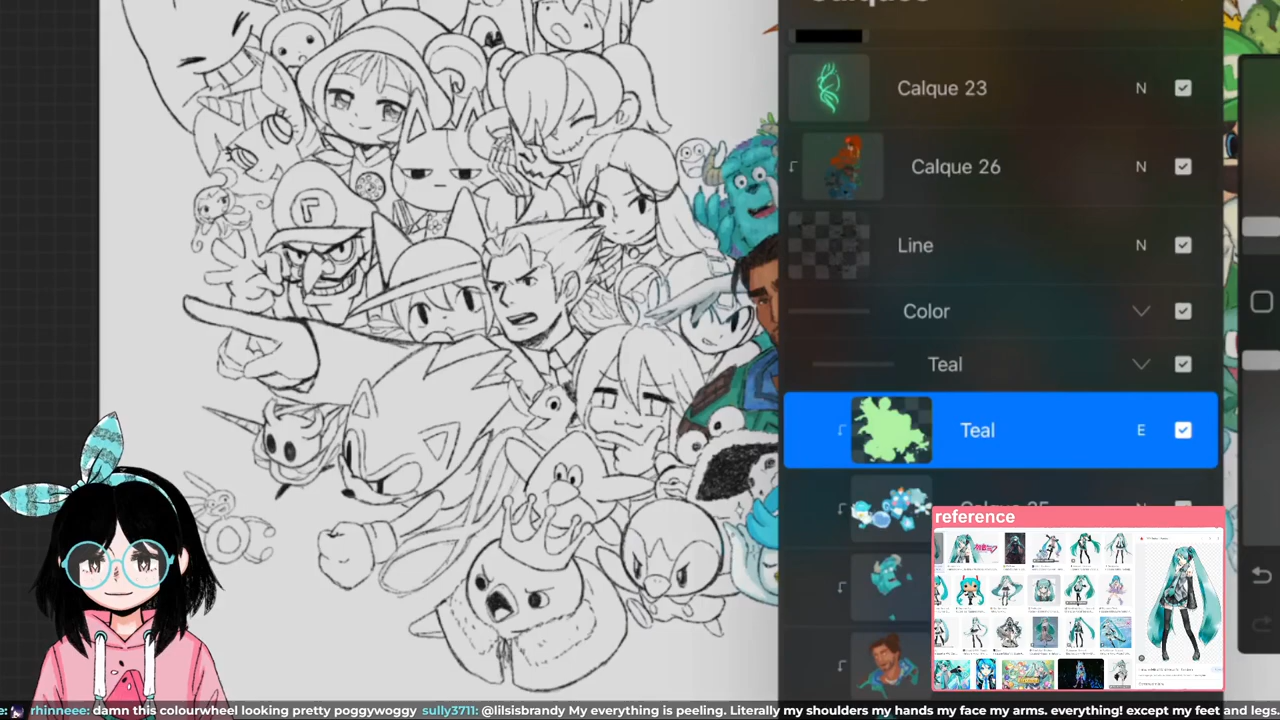 Calque 23
N
Calque 26
N
Line
N
Color
Teal
Teal
E
reference
e: rhinneee: damn this colourwheel looking pretty poggywoggy sully3711: @lilsisbrandy My everything is peeling. Literally my shoulders my hands my face my arms. everything! except my feet and legs.